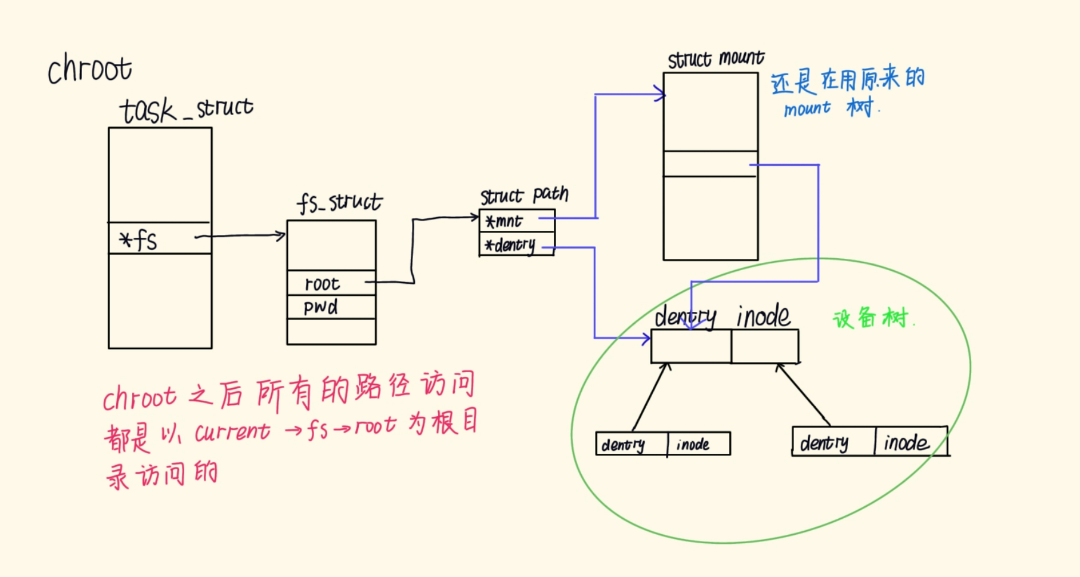 chroot
task_struct
*fs
fs_struct
root
pwd
struct path
*mnt
*dentry
struct mount
还是在用原来的
mount 树.
dentry inode
设备树.
dentry inode
dentry inode
chroot 之后所有的路径访问
都是以 current →fs→root 为根目
录访问的